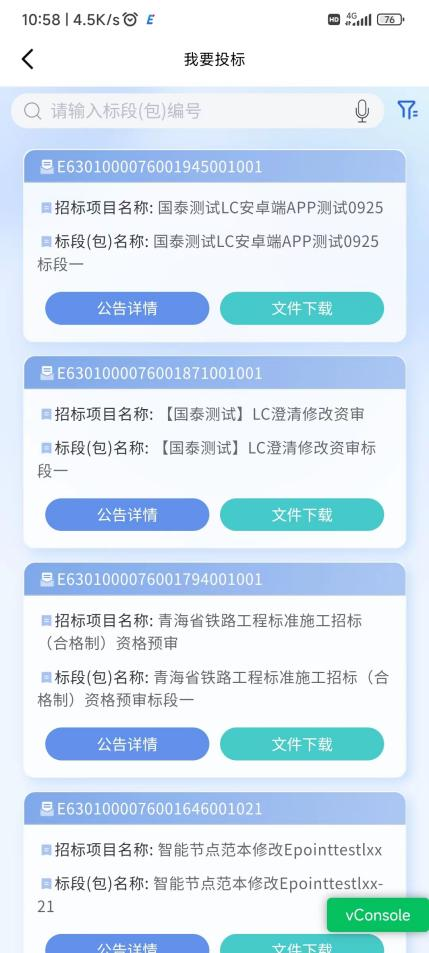 10:58 | 4.5K/s
HD 4G 76
我要投标
请输入标段(包)编号
E6301000076001945001001
招标项目名称: 国泰测试LC安卓端APP测试0925
标段(包)名称: 国泰测试LC安卓端APP测试0925
标段一
公告详情 文件下载
E6301000076001871001001
招标项目名称: 【国泰测试】LC澄清修改资审
标段(包)名称: 【国泰测试】LC澄清修改资审标
段一
公告详情 文件下载
E6301000076001794001001
招标项目名称: 青海省铁路工程标准施工招标
（合格制）资格预审
标段(包)名称: 青海省铁路工程标准施工招标（合
格制）资格预审标段一
公告详情 文件下载
E6301000076001646001021
招标项目名称: 智能节点范本修改Epointtestlxx
标段(包)名称: 智能节点范本修改Epointtestlxx-
21
vConsole
公告详情 文件下载